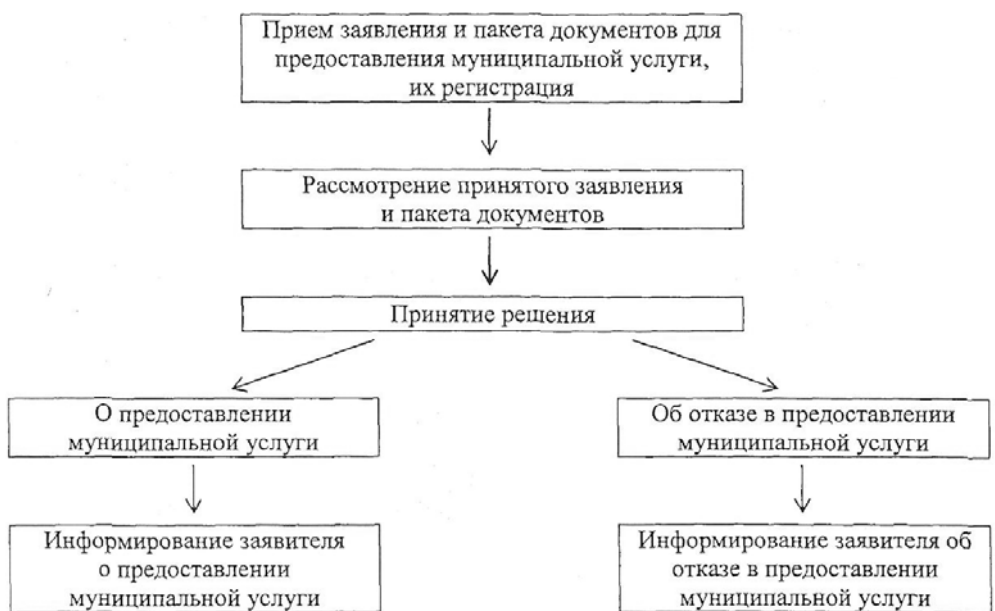 Прием заявления и пакета документов для
предоставления муниципальной услуги,
их регистрация
Рассмотрение принятого заявления
и пакета документов
Принятие решения
О предоставлении
муниципальной услуги
Об отказе в предоставлении
муниципальной услуги
Информирование заявителя
о предоставлении
муниципальной услуги
Информирование заявителя об
отказе в предоставлении
муниципальной услуги